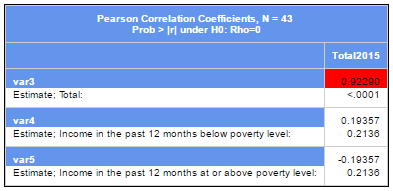 Pearson Correlation Coefficients, N = 43
Prob > |r| under H0: Rho=0
Total2015
var3 0.92290
Estimate; Total: <.0001
var4 0.19357
Estimate; Income in the past 12 months below poverty level: 0.2136
var5 -0.19357
Estimate; Income in the past 12 months at or above poverty level: 0.2136